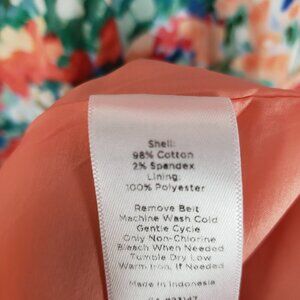 Shell:
98% Cotton
2% Spandex
Lining:
100% Polyester
Remove Belt
Machine Wash Cold
Gentle Cycle
Only Non-Chlorine
Bleach When Needed
Tumble Dry Low
Warm Iron, If Needed
Made in Indonesia